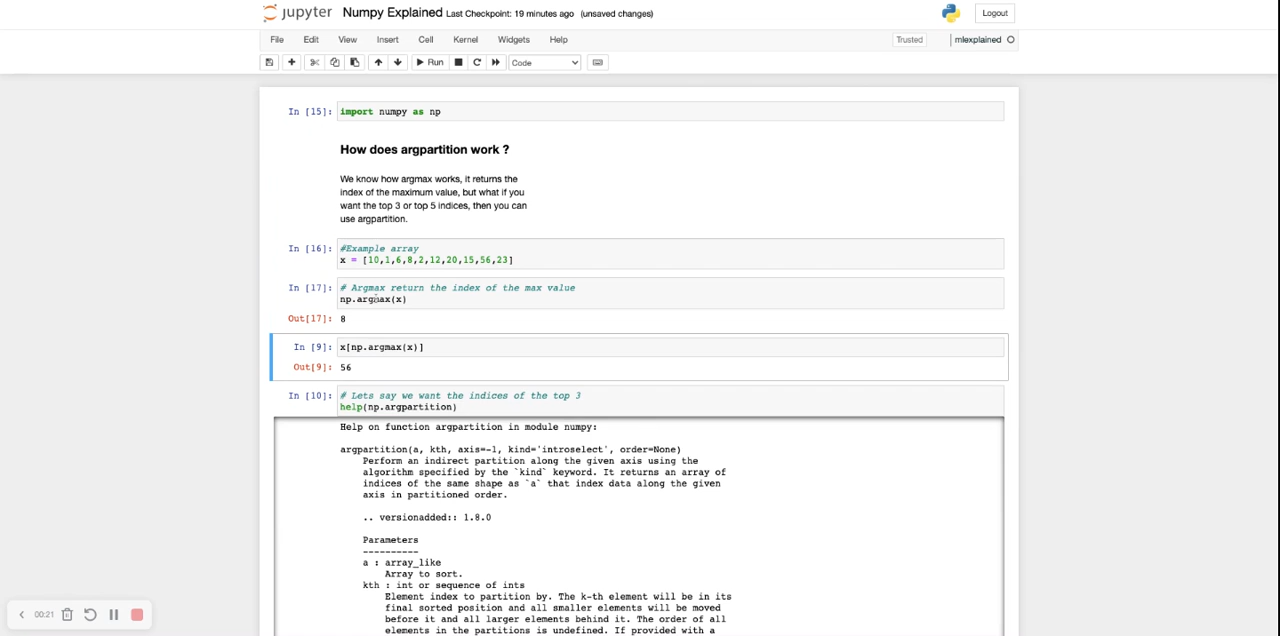 jupyter Numpy Explained Last Checkpoint: 19 minutes ago (unsaved changes) Logout
File Edit View Insert Cell Kernel Widgets Help Trusted mlexplained
Run Code
In [15]: import numpy as np
How does argpartition work ?
We know how argmax works, it returns the
index of the maximum value, but what if you
want the top 3 or top 5 indices, then you can
use argpartition.
In [16]: #Example array
x = [10,1,6,8,2,12,20,15,56,23]
In [17]: # Argmax return the index of the max value
np.argmax(x)
Out[17]: 8
In [9]: x[np.argmax(x)]
Out[9]: 56
In [10]: # Lets say we want the indices of the top 3
help(np.argpartition)
Help on function argpartition in module numpy:
argpartition(a, kth, axis=-1, kind='introselect', order=None)
Perform an indirect partition along the given axis using the
algorithm specified by the `kind` keyword. It returns an array of
indices of the same shape as `a` that index data along the given
axis in partitioned order.
.. versionadded:: 1.8.0
Parameters
----------
a : array_like
Array to sort.
kth : int or sequence of ints
Element index to partition by. The k-th element will be in its
final sorted position and all smaller elements will be moved
before it and all larger elements behind it. The order of all
elements in the partitions is undefined. If provided with a
00:21